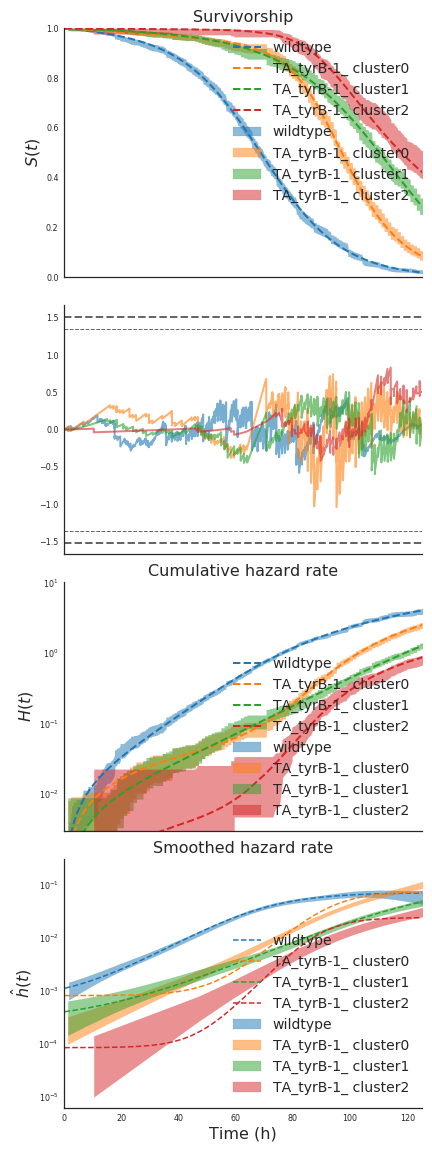 Survivorship
1.0
0.8
0.6
0.4
0.2
0.0
S(t)
wildtype
TA_tyrB-1_ cluster0
TA_tyrB-1_ cluster1
TA_tyrB-1_ cluster2
wildtype
TA_tyrB-1_ cluster0
TA_tyrB-1_ cluster1
TA_tyrB-1_ cluster2
1.5
1.0
0.5
0.0
−0.5
−1.0
−1.5
Cumulative hazard rate
10^1
10^0
10^−1
10^−2
H(t)
wildtype
TA_tyrB-1_ cluster0
TA_tyrB-1_ cluster1
TA_tyrB-1_ cluster2
wildtype
TA_tyrB-1_ cluster0
TA_tyrB-1_ cluster1
TA_tyrB-1_ cluster2
Smoothed hazard rate
10^−1
10^−2
10^−3
10^−4
10^−5
ĥ(t)
wildtype
TA_tyrB-1_ cluster0
TA_tyrB-1_ cluster1
TA_tyrB-1_ cluster2
wildtype
TA_tyrB-1_ cluster0
TA_tyrB-1_ cluster1
TA_tyrB-1_ cluster2
0 20 40 60 80 100 120
Time (h)